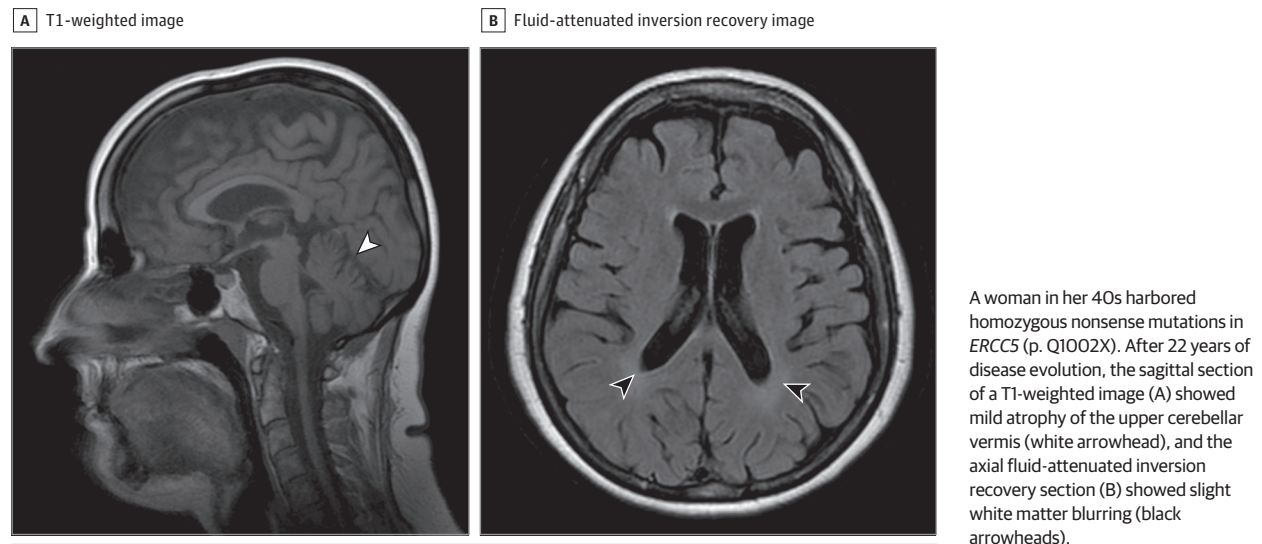 A T1-weighted image
B Fluid-attenuated inversion recovery image
A woman in her 40s harbored
homozygous nonsense mutations in
ERCC5 (p. Q1002X). After 22 years of
disease evolution, the sagittal section
of a T1-weighted image (A) showed
mild atrophy of the upper cerebellar
vermis (white arrowhead), and the
axial fluid-attenuated inversion
recovery section (B) showed slight
white matter blurring (black
arrowheads).